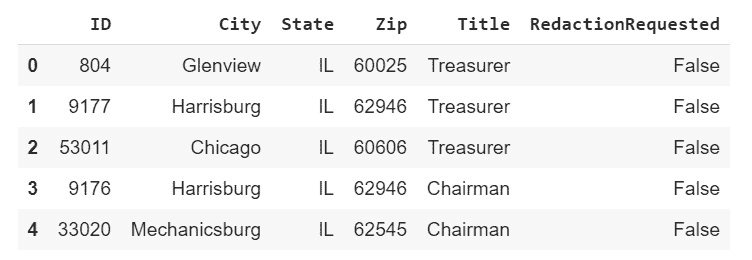 ID City State Zip Title RedactionRequested
0 804 Glenview IL 60025 Treasurer False
1 9177 Harrisburg IL 62946 Treasurer False
2 53011 Chicago IL 60606 Treasurer False
3 9176 Harrisburg IL 62946 Chairman False
4 33020 Mechanicsburg IL 62545 Chairman False